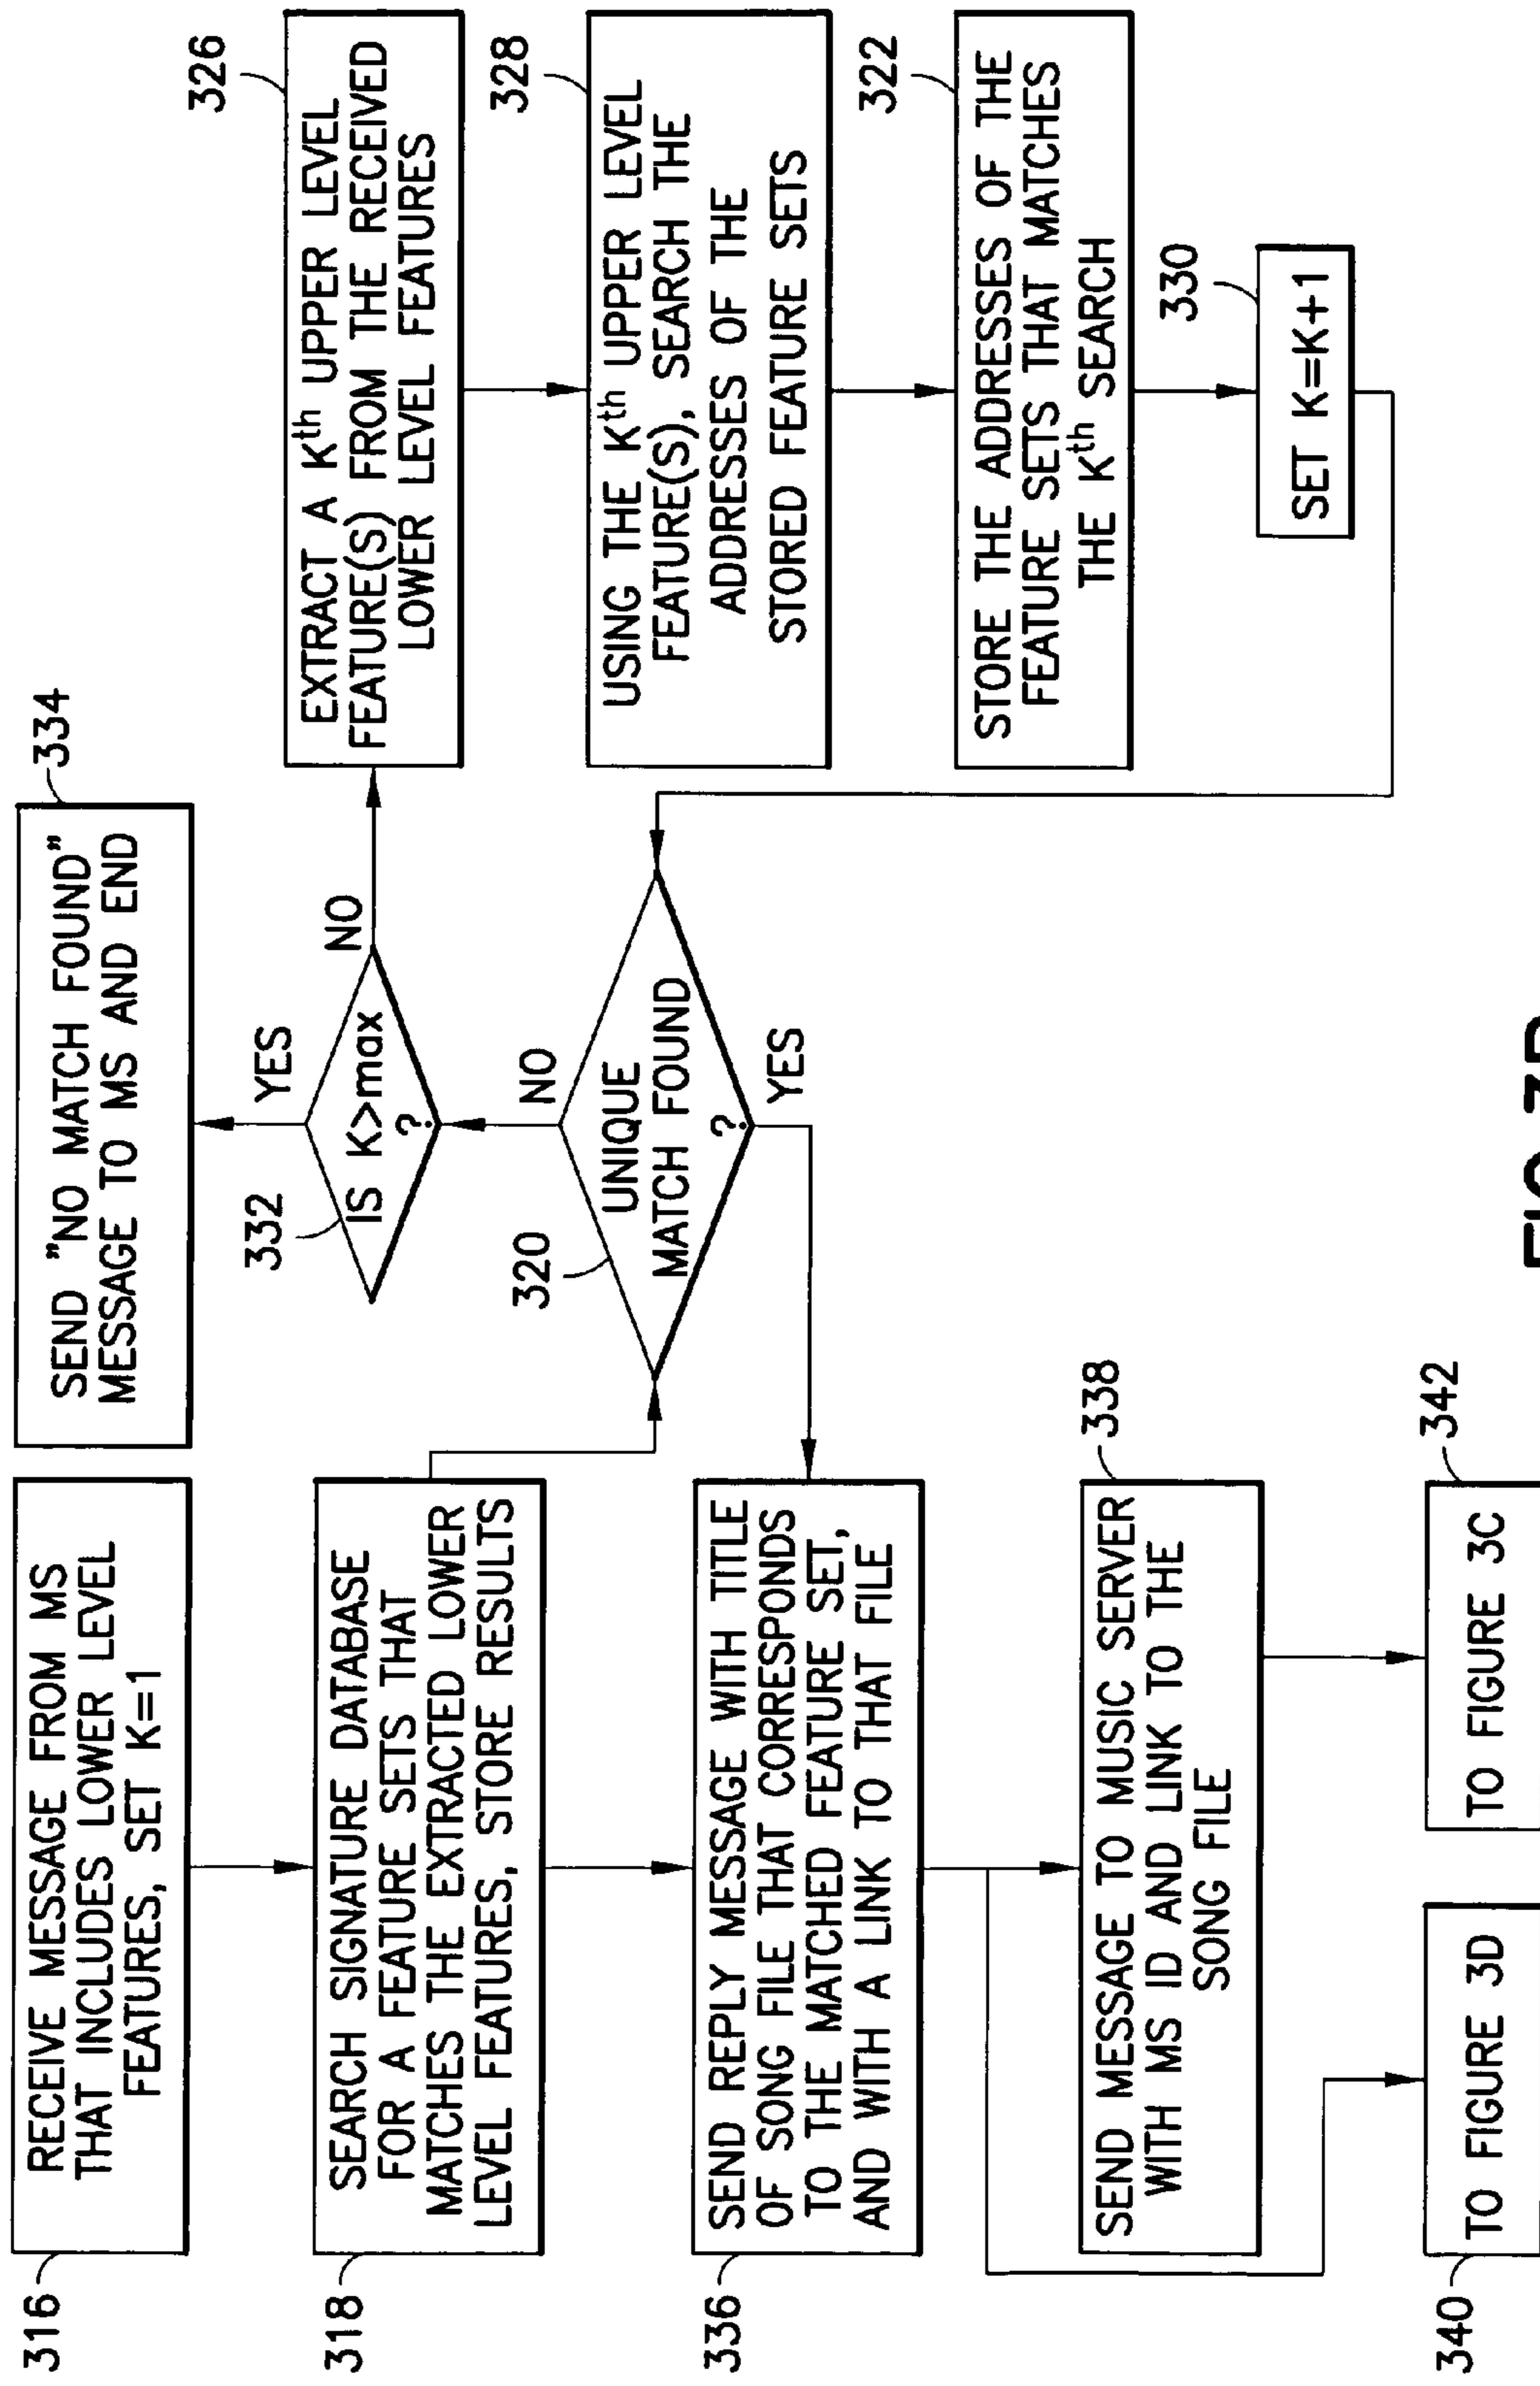 316
RECEIVE MESSAGE FROM MS
THAT INCLUDES LOWER LEVEL
FEATURES, SET K=1
318
SEARCH SIGNATURE DATABASE
FOR A FEATURE SETS THAT
MATCHES THE EXTRACTED LOWER
LEVEL FEATURES, STORE RESULTS
336
SEND REPLY MESSAGE WITH TITLE
OF SONG FILE THAT CORRESPONDS
TO THE MATCHED FEATURE SET,
AND WITH A LINK TO THAT FILE
338
SEND MESSAGE TO MUSIC SERVER
WITH MS ID AND LINK TO THE
SONG FILE
340
TO FIGURE 3D
342
TO FIGURE 3C
334
SEND "NO MATCH FOUND"
MESSAGE TO MS AND END
YES
332
IS K>max
?
NO
NO
320
UNIQUE
MATCH FOUND
?
YES
326
EXTRACT A Kth UPPER LEVEL
FEATURE(S) FROM THE RECEIVED
LOWER LEVEL FEATURES
328
USING THE Kth UPPER LEVEL
FEATURE(S), SEARCH THE
ADDRESSES OF THE
STORED FEATURE SETS
322
STORE THE ADDRESSES OF THE
FEATURE SETS THAT MATCHES
THE Kth SEARCH
330
SET K=K+1